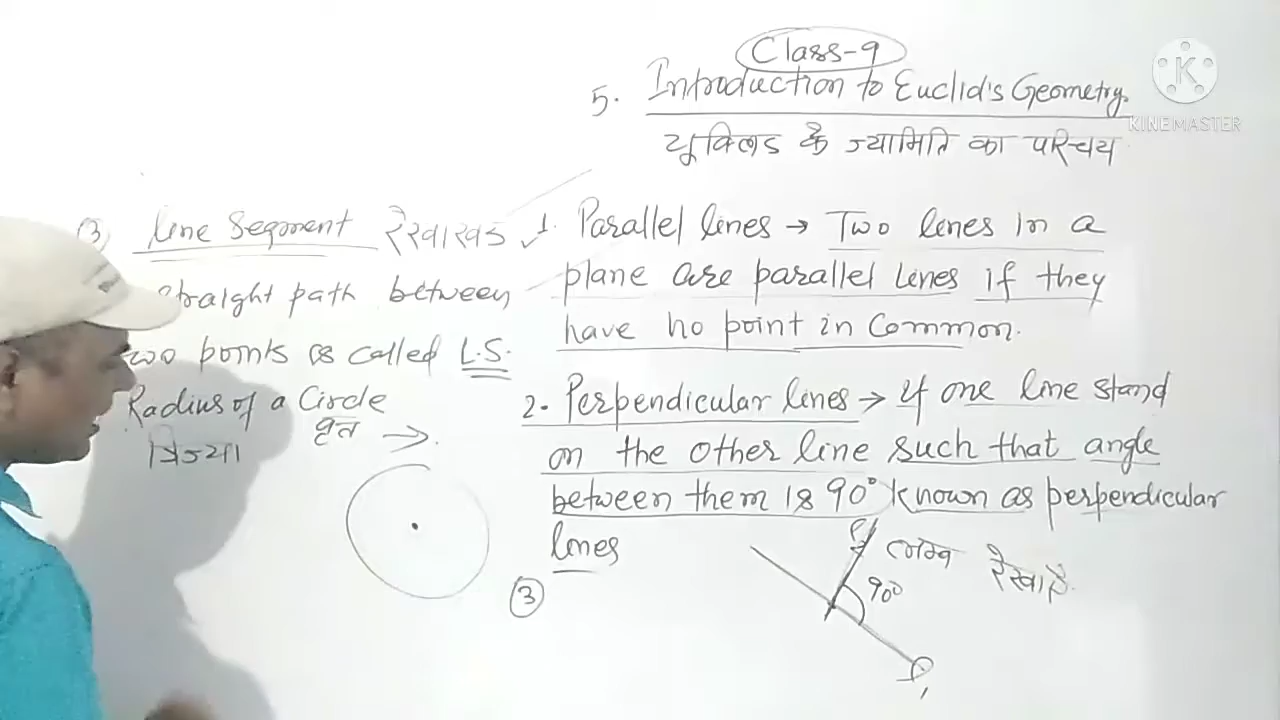 Class-9
5. Introduction to Euclid's Geometry.
यूक्लिड के ज्यामिति का परिचय
K
KINEMASTER
③ Line Segment रेखाखंड
straight path between
two points is called L.S.
Radius of a Circle
त्रिज्या वृत्त →.
1. Parallel lines → Two lines in a
plane are parallel lines if they
have no point in common.
2. Perpendicular lines → if one line stand
on the other line such that angle
between them is 90° known as perpendicular
lines
लम्ब रेखा है.
90°
③